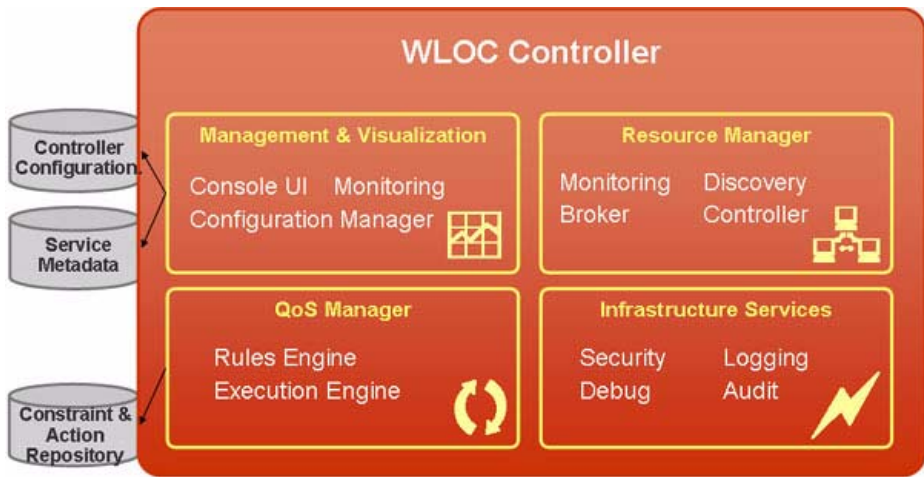 WLOC Controller
Controller
Configuration
Service
Metadata
Constraint &
Action
Repository
Management & Visualization
Console UI Monitoring
Configuration Manager
Resource Manager
Monitoring Discovery
Broker Controller
QoS Manager
Rules Engine
Execution Engine
Infrastructure Services
Security Logging
Debug Audit